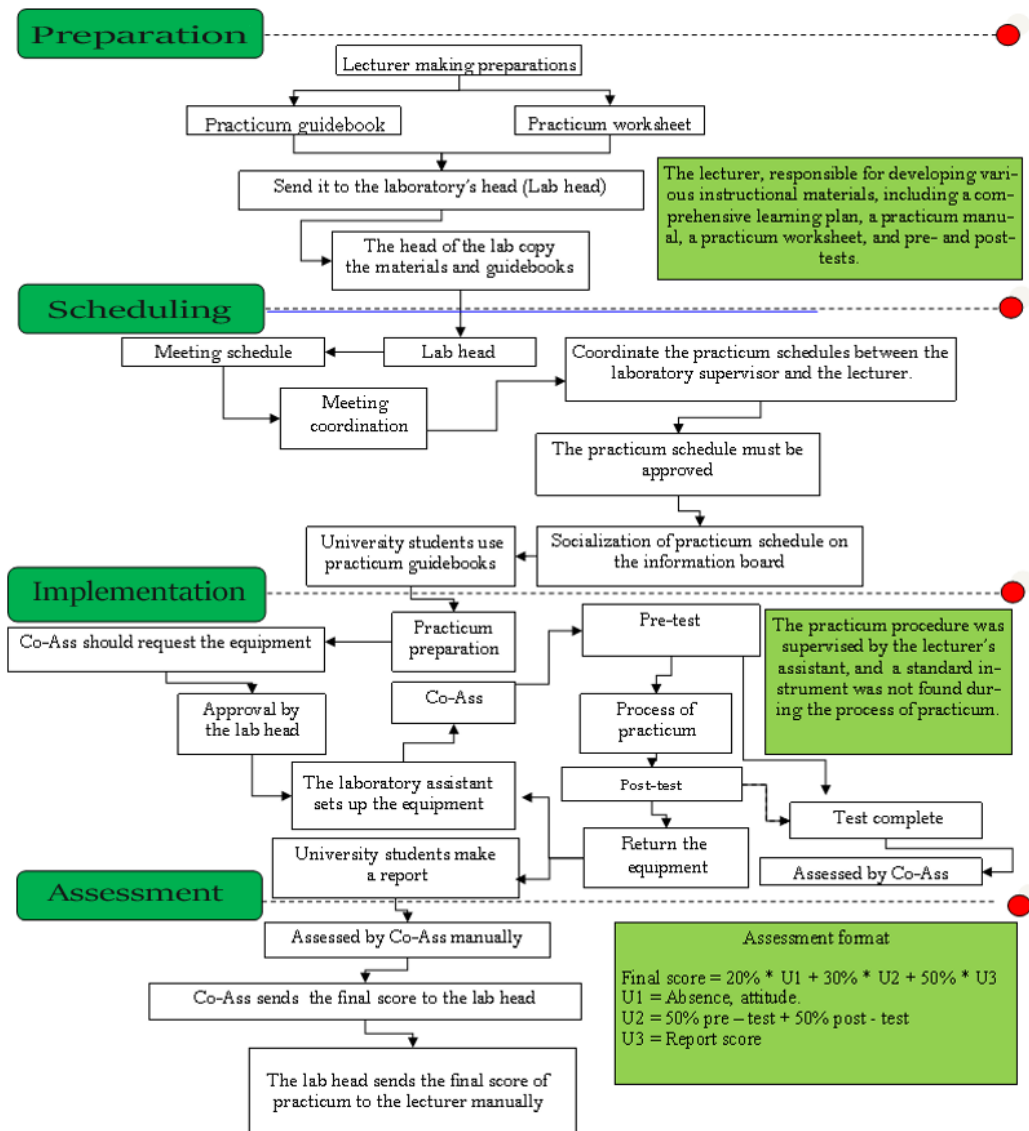 Preparation
Lecturer making preparations
Practicum guidebook
Practicum worksheet
Send it to the laboratory's head (Lab head)
The lecturer, responsible for developing vari-
ous instructional materials, including a com-
prehensive learning plan, a practicum manu-
al, a practicum worksheet, and pre- and post-
tests.
The head of the lab copy
the materials and guidebooks
Scheduling
Meeting schedule
Lab head
Coordinate the practicum schedules between the
laboratory supervisor and the lecturer.
Meeting
coordination
The practicum schedule must be
approved
University students use
practicum guidebooks
Socialization of practicum schedule on
the information board
Implementation
Co-Ass should request the equipment
Practicum
preparation
Pre-test
The practicum procedure was
supervised by the lecturer's
assistant, and a standard in-
strument was not found dur-
ing the process of practicum.
Co-Ass
Approval by
the lab head
Process of
practicum
The laboratory assistant
sets up the equipment
Post-test
Test complete
University students make
a report
Return the
equipment
Assessed by Co-Ass
Assessment
Assessed by Co-Ass manually
Co-Ass sends the final score to the lab head
The lab head sends the final score of
practicum to the lecturer manually
Assessment format
Final score = 20% * U1 + 30% * U2 + 50% * U3
U1 = Absence, attitude.
U2 = 50% pre – test + 50% post - test
U3 = Report score